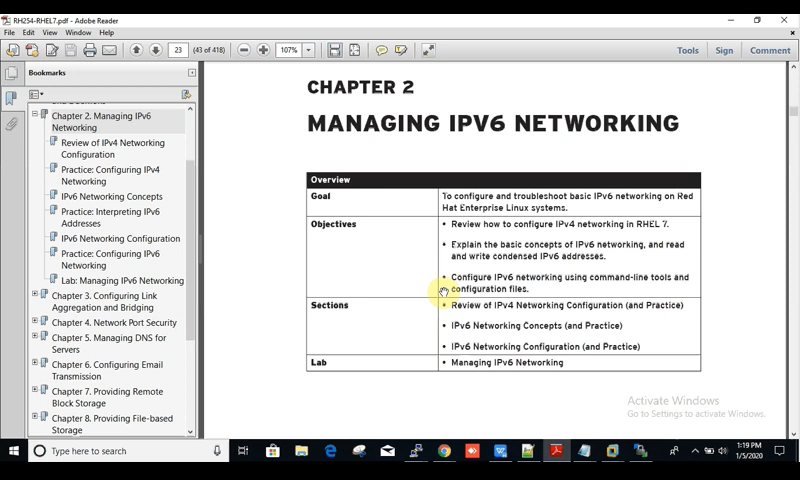 RH254-RHEL7.pdf - Adobe Reader
File Edit View Window Help
23 (43 of 418) 107% Tools Sign Comment
Bookmarks
Chapter 2. Managing IPv6
Networking
Review of IPv4 Networking
Configuration
Practice: Configuring IPv4
Networking
IPv6 Networking Concepts
Practice: Interpreting IPv6
Addresses
IPv6 Networking Configuration
Practice: Configuring IPv6
Networking
Lab: Managing IPv6 Networking
Chapter 3. Configuring Link
Aggregation and Bridging
Chapter 4. Network Port Security
Chapter 5. Managing DNS for
Servers
Chapter 6. Configuring Email
Transmission
Chapter 7. Providing Remote
Block Storage
Chapter 8. Providing File-based
Storage
CHAPTER 2
MANAGING IPV6 NETWORKING
Overview
Goal
To configure and troubleshoot basic IPv6 networking on Red
Hat Enterprise Linux systems.
Objectives
• Review how to configure IPv4 networking in RHEL 7.
• Explain the basic concepts of IPv6 networking, and read
and write condensed IPv6 addresses.
• Configure IPv6 networking using command-line tools and
configuration files.
Sections
• Review of IPv4 Networking Configuration (and Practice)
• IPv6 Networking Concepts (and Practice)
• IPv6 Networking Configuration (and Practice)
Lab
• Managing IPv6 Networking
Activate Windows
Go to Settings to activate Windows.
Type here to search
1:19 PM
1/5/2020